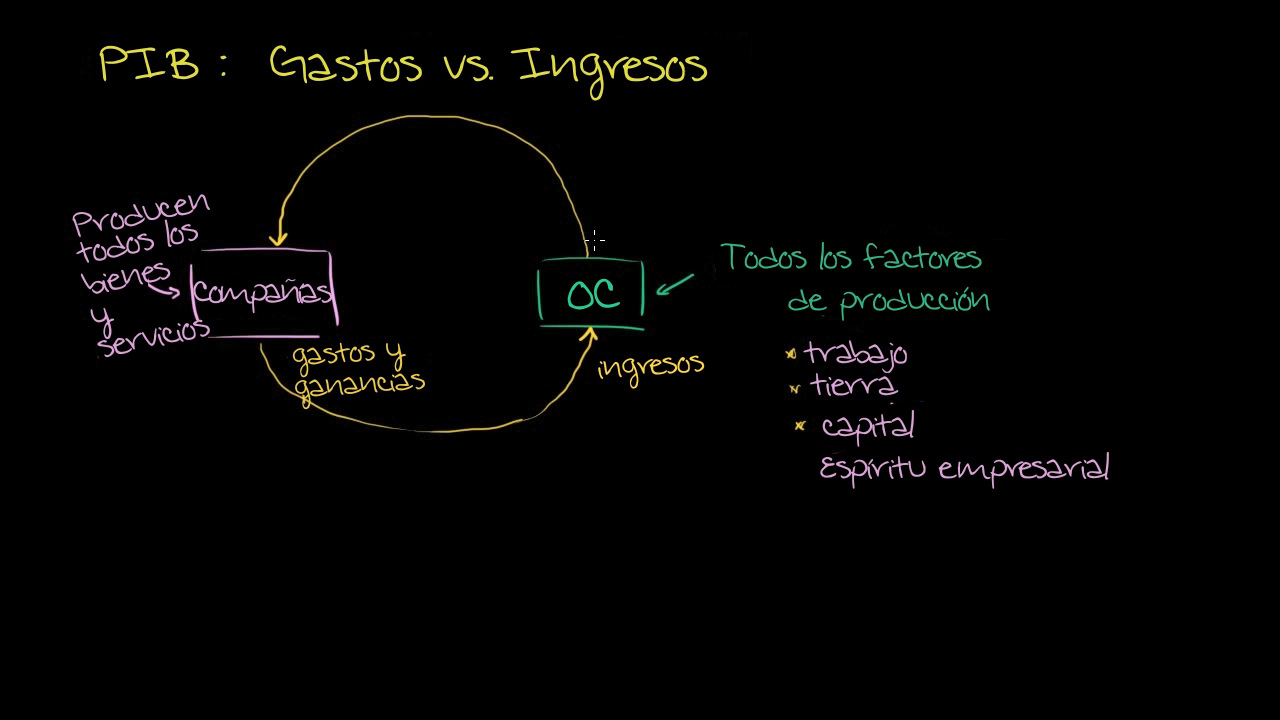 PIB: Gastos vs. Ingresos
Producen
todos los
bienes
y
servicios
compañías
gastos y
ganancias
OC
ingresos
Todos los factores
de producción
* trabajo
* tierra
* capital
Espíritu empresarial